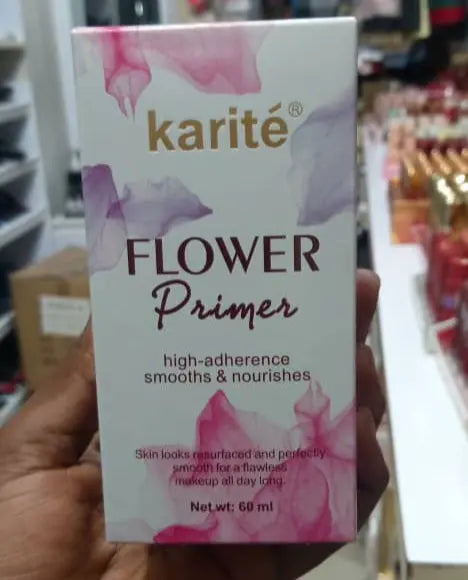 karité®
FLOWER
Primer
high-adherence
smooths & nourishes
Skin looks resurfaced and perfectly
smooth for a flawless
makeup all day long.
Net wt: 60 ml